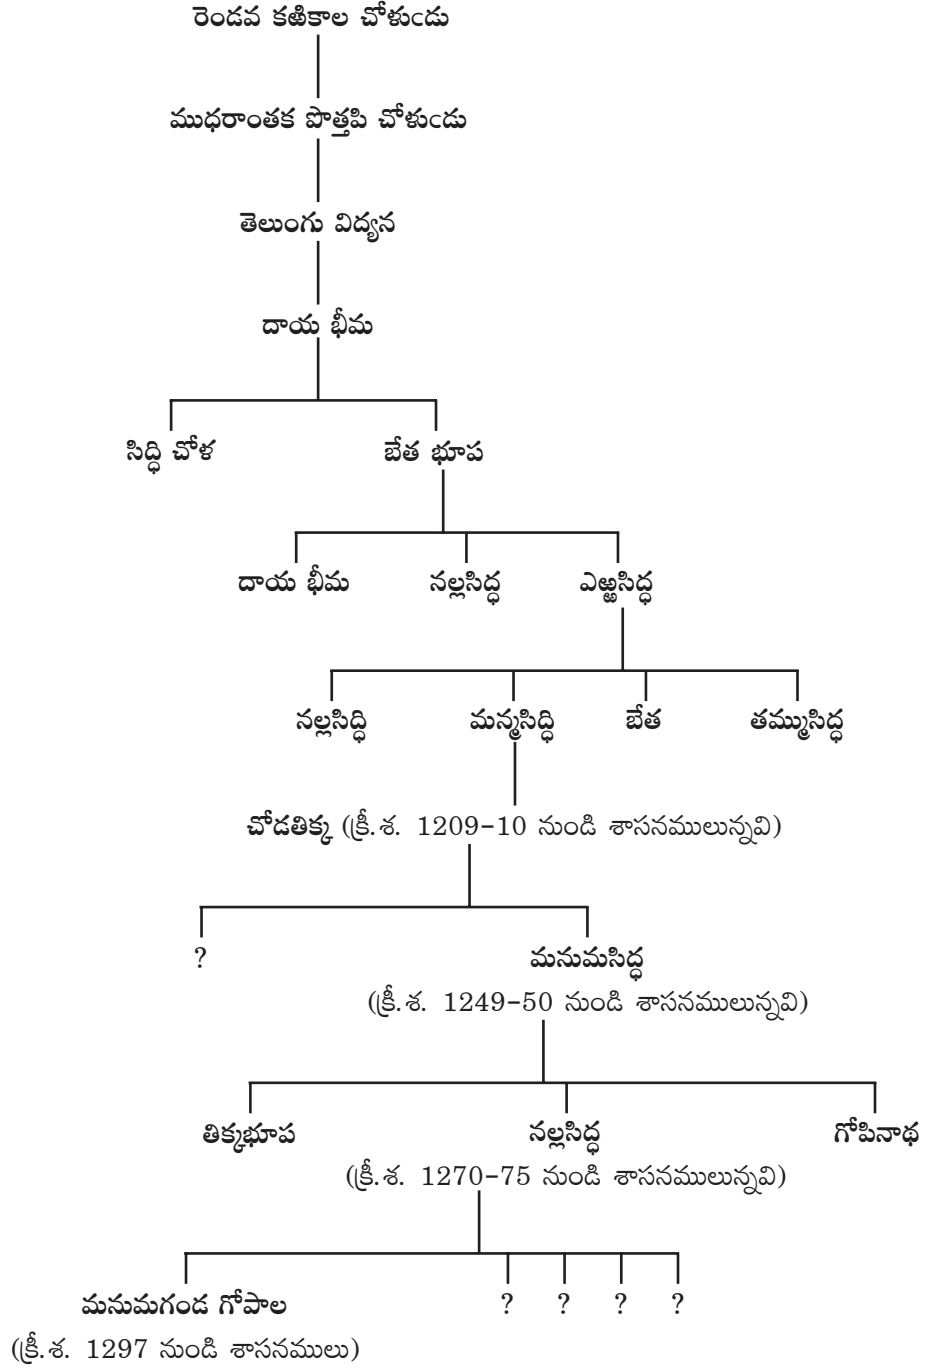 రెండవ కఱికాల చోళుఁడు
ముధరాంతక పొత్తపి చోళుఁడు
తెలుంగు విద్యన
దాయ భీమ
సిద్ధి చోళ బేత భూప
దాయ భీమ నల్లసిద్ధ ఎఱ్ఱసిద్ధ
నల్లసిద్ధి మన్మసిద్ధి బేత తమ్ముసిద్ధ
చోడతిక్క (క్రీ.శ. 1209-10 నుండి శాసనములున్నవి)
? మనుమసిద్ధ
(క్రీ.శ. 1249-50 నుండి శాసనములున్నవి)
తిక్కభూప నల్లసిద్ధ గోపినాథ
(క్రీ.శ. 1270-75 నుండి శాసనములున్నవి)
మనుమగండ గోపాల ? ? ? ?
(క్రీ.శ. 1297 నుండి శాసనములు)